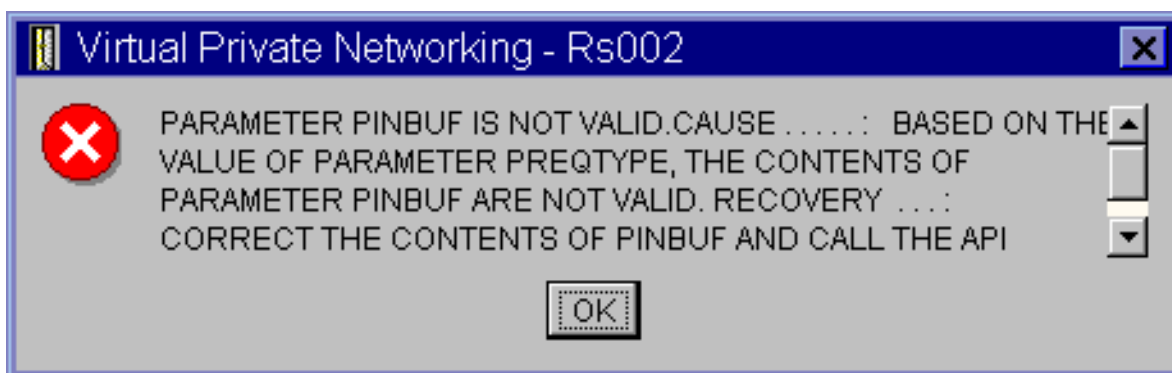 Virtual Private Networking - Rs002
PARAMETER PINBUF IS NOT VALID.CAUSE . . . . . :   BASED ON THE
VALUE OF PARAMETER PREQTYPE, THE CONTENTS OF
PARAMETER PINBUF ARE NOT VALID. RECOVERY  . . . :
CORRECT THE CONTENTS OF PINBUF AND CALL THE API
OK